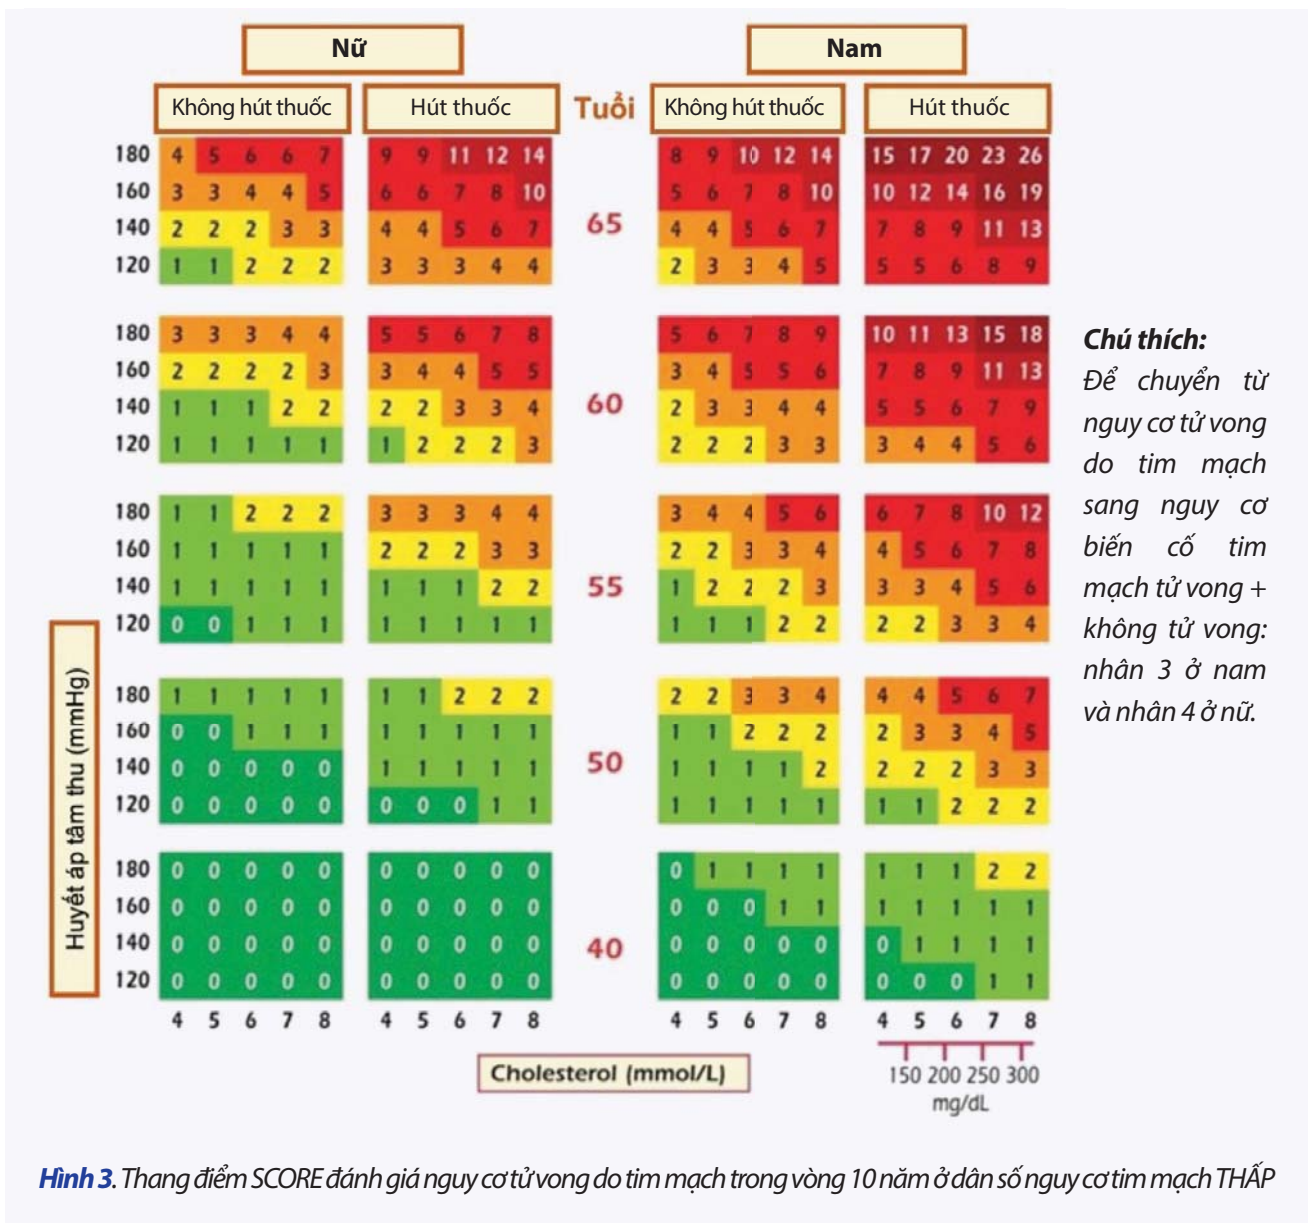 Nữ Nam
Không hút thuốc Hút thuốc Tuổi Không hút thuốc Hút thuốc
180 4 5 6 6 7 9 9 11 12 14 8 9 10 12 14 15 17 20 23 26
160 3 3 4 4 5 6 6 7 8 10 5 6 7 8 10 10 12 14 16 19
65
140 2 2 2 3 3 4 4 5 6 7 4 4 5 6 7 7 8 9 11 13
120 1 1 2 2 2 3 3 3 4 4 2 3 3 4 5 5 5 6 8 9
180 3 3 3 4 4 5 5 6 7 8 5 6 7 8 9 10 11 13 15 18
160 2 2 2 2 3 3 4 4 5 5 3 4 5 5 6 7 8 9 11 13
60
140 1 1 1 2 2 2 2 3 3 4 2 3 3 4 4 5 5 6 7 9
120 1 1 1 1 1 1 2 2 2 3 2 2 2 3 3 3 4 4 5 6
180 1 1 2 2 2 3 3 3 4 4 3 4 4 5 6 6 7 8 10 12
160 1 1 1 1 1 2 2 2 3 3 2 2 3 3 4 4 5 6 7 8
55
140 1 1 1 1 1 1 1 1 2 2 1 2 2 2 3 3 3 4 5 6
120 0 0 1 1 1 1 1 1 1 1 1 1 1 2 2 2 2 3 3 4
180 1 1 1 1 1 1 1 2 2 2 2 2 3 3 4 4 4 5 6 7
160 0 0 1 1 1 1 1 1 1 1 1 1 2 2 2 2 3 3 4 5
50
140 0 0 0 0 0 1 1 1 1 1 1 1 1 1 2 2 2 2 3 3
120 0 0 0 0 0 0 0 0 1 1 1 1 1 1 1 1 1 2 2 2
180 0 0 0 0 0 0 0 0 0 0 0 1 1 1 1 1 1 1 2 2
160 0 0 0 0 0 0 0 0 0 0 0 0 0 1 1 1 1 1 1 1
40
140 0 0 0 0 0 0 0 0 0 0 0 0 0 0 0 0 1 1 1 1
120 0 0 0 0 0 0 0 0 0 0 0 0 0 0 0 0 0 0 1 1
4 5 6 7 8 4 5 6 7 8 4 5 6 7 8 4 5 6 7 8
Huyết áp tâm thu (mmHg)
Cholesterol (mmol/L)
150 200 250 300
mg/dL
Chú thích:
Để chuyển từ
nguy cơ tử vong
do tim mạch
sang nguy cơ
biến cố tim
mạch tử vong +
không tử vong:
nhân 3 ở nam
và nhân 4 ở nữ.
Hình 3. Thang điểm SCORE đánh giá nguy cơ tử vong do tim mạch trong vòng 10 năm ở dân số nguy cơ tim mạch THẤP